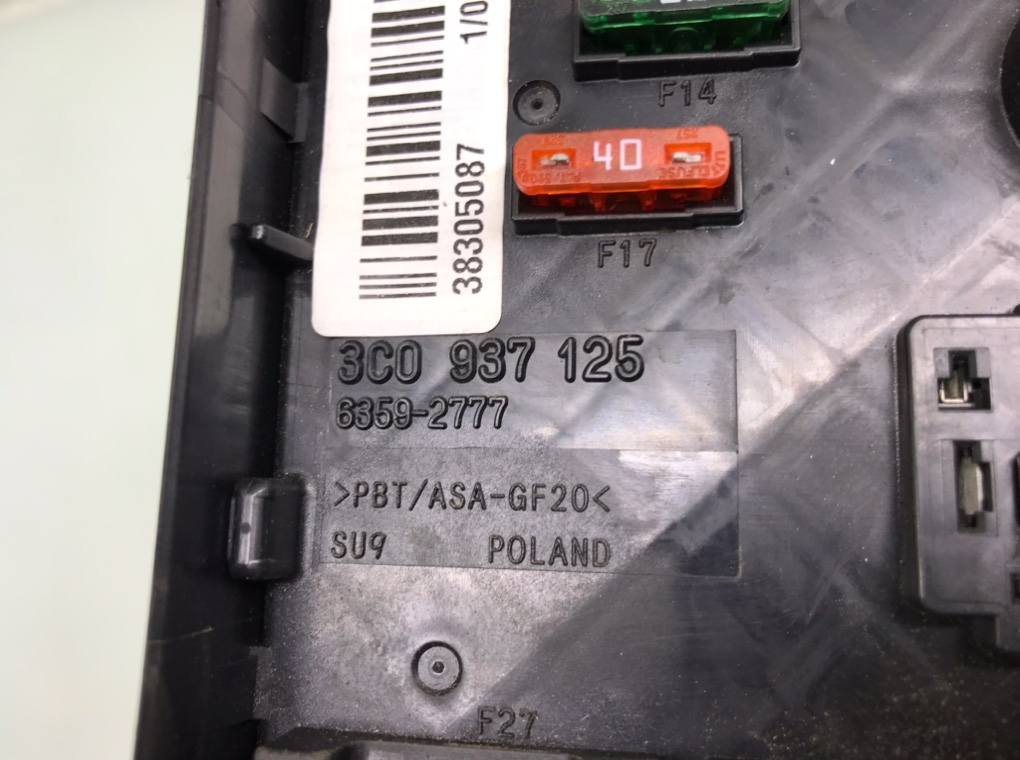 1/0
38305087
F14
40
F17
3C0 937 125
6359-2777
>PBT/ASA-GF20<
SU9 POLAND
F27